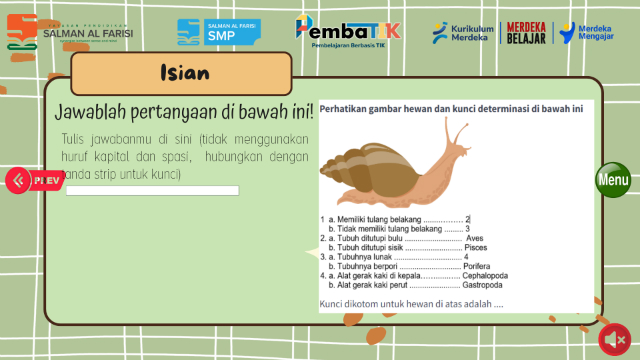 YAYASAN PENDIDIKAN
SALMAN AL FARISI
SALMAN AL FARISI
SMP
PembaTIK
Pembelajaran Berbasis TIK
Kurikulum
Merdeka
MERDEKA
BELAJAR
Merdeka
Mengajar
Isian
Jawablah pertanyaan di bawah ini!
Tulis jawabanmu di sini (tidak menggunakan
huruf kapital dan spasi, hubungkan dengan
tanda strip untuk kunci)
PREV
Menu
Perhatikan gambar hewan dan kunci determinasi di bawah ini
1 a. Memiliki tulang belakang .................. 2
b. Tidak memiliki tulang belakang ......... 3
2. a. Tubuh ditutupi bulu ........................... Aves
b. Tubuh ditutupi sisik ........................... Pisces
3. a. Tubuhnya lunak ................................ 4
b. Tubuhnya berpori ............................. Porifera
4. a. Alat gerak kaki di kepala.................. Cephalopoda
b. Alat gerak kaki perut ........................ Gastropoda
Kunci dikotom untuk hewan di atas adalah ....